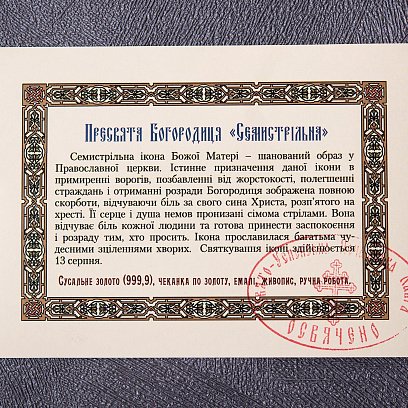 Пресвята Богородиця «Семистрільна»
Семистрільна ікона Божої Матері – шанований образ у
Православної церкви. Істинне призначення даної ікони в
примиренні ворогів, позбавленні від жорстокості, полегшенні
страждань і отриманні розради Богородиця зображена повною
скорботи, відчуваючи біль за свого сина Христа, розп'ятого на
хресті. Її серце і душа немов пронизані сімома стрілами. Вона
відчуває біль кожної людини та готова принести заспокоєння
і розраду тим, хто просить. Ікона прославилася багатьма чу-
десними зціленнями хворих. Святкування ікони здійснюється
13 серпня.
Сусальне золото (999,9), чеканка по золоту, емалі, живопис, ручна робота.
ОСВЯЧЕНО